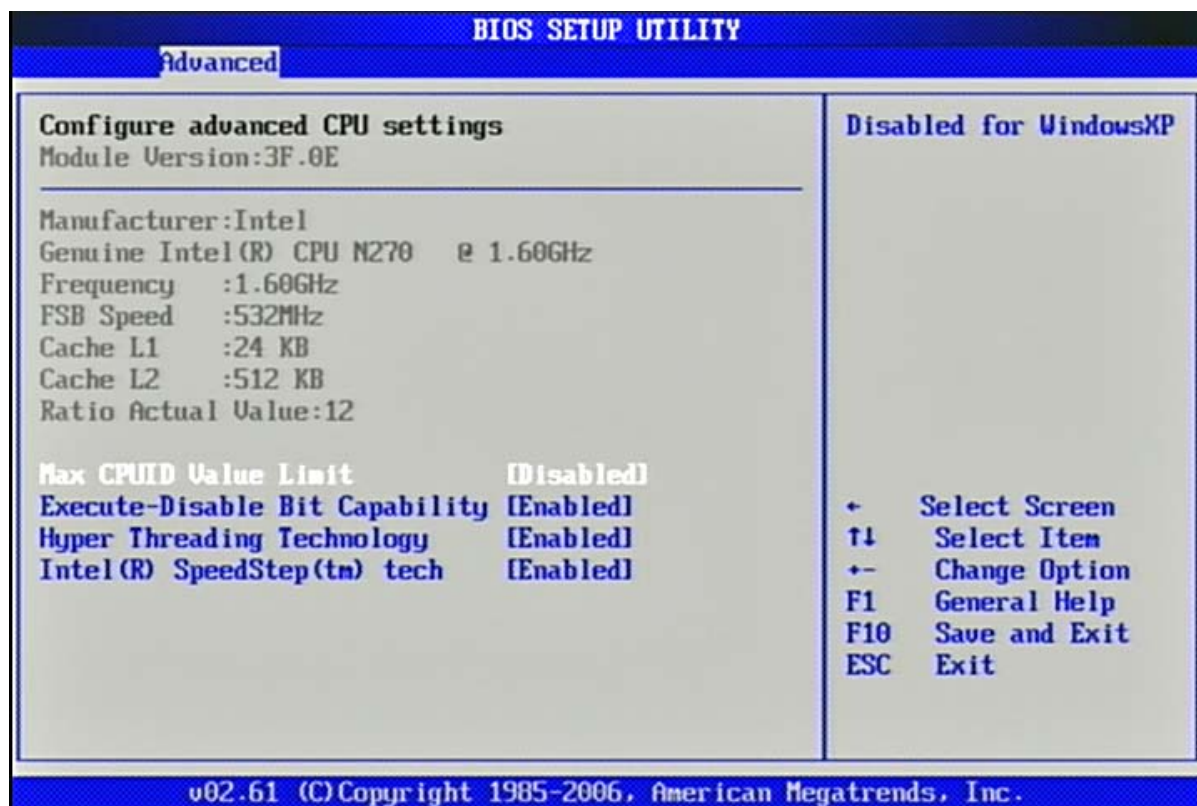 BIOS SETUP UTILITY
Advanced
Configure advanced CPU settings
Module Version:3F.0E
Manufacturer:Intel
Genuine Intel(R) CPU N270 @ 1.60GHz
Frequency :1.60GHz
FSB Speed :532MHz
Cache L1 :24 KB
Cache L2 :512 KB
Ratio Actual Value:12
Max CPUID Value Limit [Disabled]
Execute-Disable Bit Capability [Enabled]
Hyper Threading Technology [Enabled]
Intel(R) SpeedStep(tm) tech [Enabled]
Disabled for WindowsXP
← Select Screen
↑↓ Select Item
+- Change Option
F1 General Help
F10 Save and Exit
ESC Exit
v02.61 (C)Copyright 1985-2006, American Megatrends, Inc.